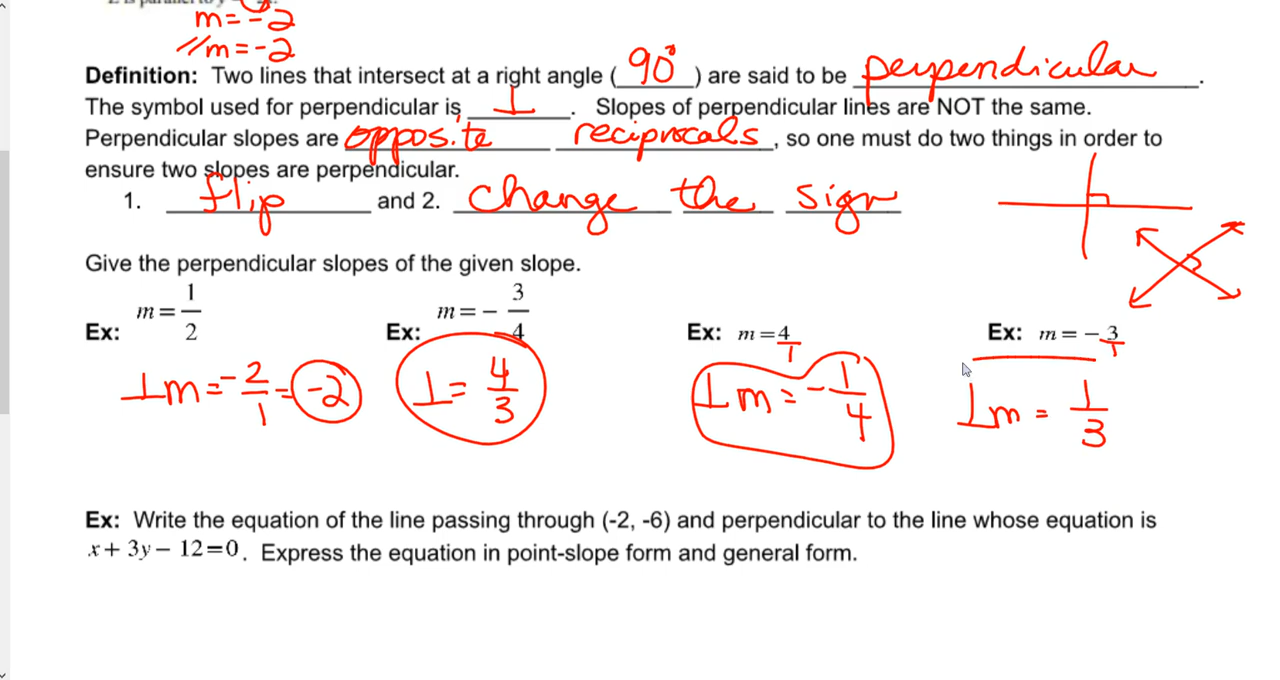 m=-2
//m=-2
Definition: Two lines that intersect at a right angle (90°) are said to be perpendicular.
The symbol used for perpendicular is ⊥. Slopes of perpendicular lines are NOT the same.
Perpendicular slopes are opposite reciprocals, so one must do two things in order to
ensure two slopes are perpendicular.
1. flip and 2. change the sign
Give the perpendicular slopes of the given slope.
Ex: m=1/2 Ex: m=-3/4 Ex: m=4/1 Ex: m=-3/1
⊥m=-2/1=-2 ⊥=4/3 ⊥m=-1/4 ⊥m=1/3
Ex: Write the equation of the line passing through (-2, -6) and perpendicular to the line whose equation is
x+3y-12=0. Express the equation in point-slope form and general form.